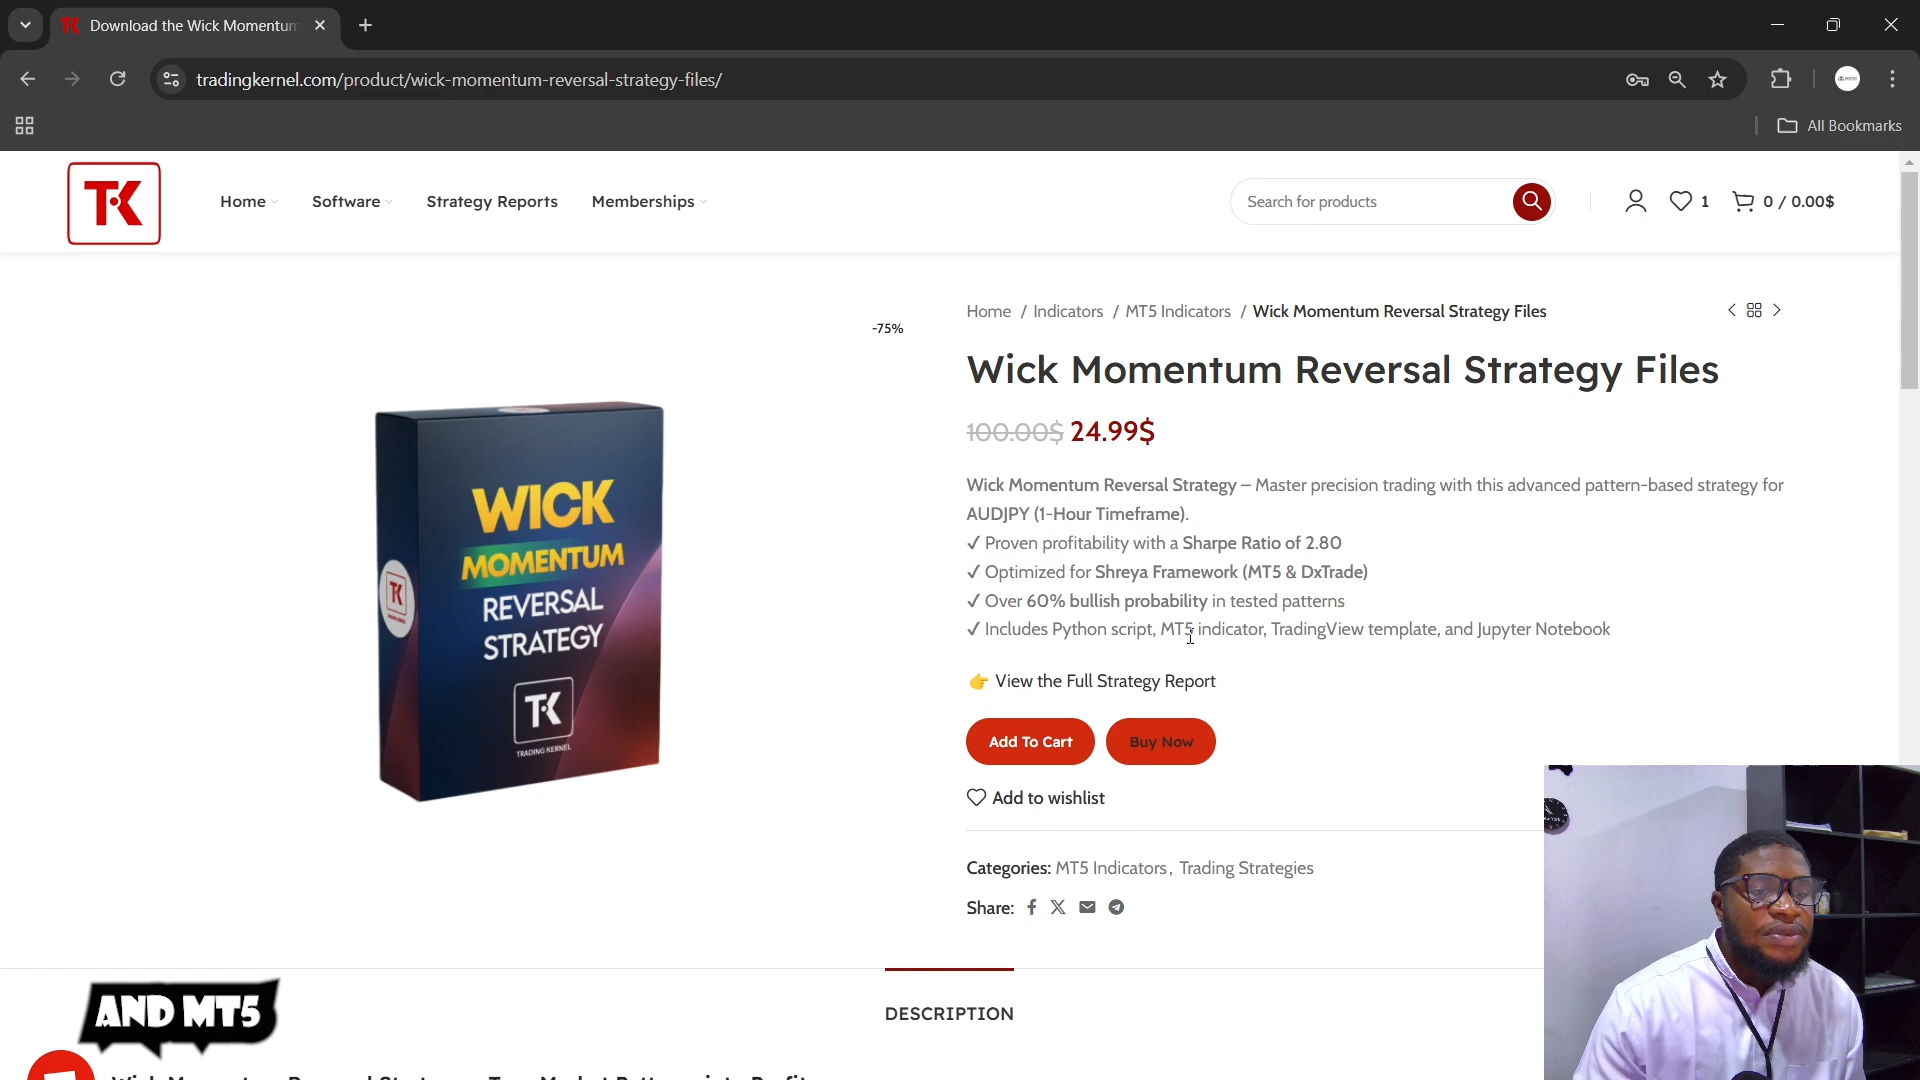 Download the Wick Momentum
tradingkernel.com/product/wick-momentum-reversal-strategy-files/
All Bookmarks
TK
Home
Software
Strategy Reports
Memberships
Search for products
1
0 / 0.00$
-75%
WICK
MOMENTUM
REVERSAL
STRATEGY
TK
TRADING KERNEL
TK
Home / Indicators / MT5 Indicators / Wick Momentum Reversal Strategy Files
Wick Momentum Reversal Strategy Files
100.00$ 24.99$
Wick Momentum Reversal Strategy – Master precision trading with this advanced pattern-based strategy for
AUDJPY (1-Hour Timeframe).
✓ Proven profitability with a Sharpe Ratio of 2.80
✓ Optimized for Shreya Framework (MT5 & DxTrade)
✓ Over 60% bullish probability in tested patterns
✓ Includes Python script, MT5 indicator, TradingView template, and Jupyter Notebook
👉 View the Full Strategy Report
Add To Cart
Buy Now
Add to wishlist
Categories: MT5 Indicators, Trading Strategies
Share:
AND MT5
DESCRIPTION